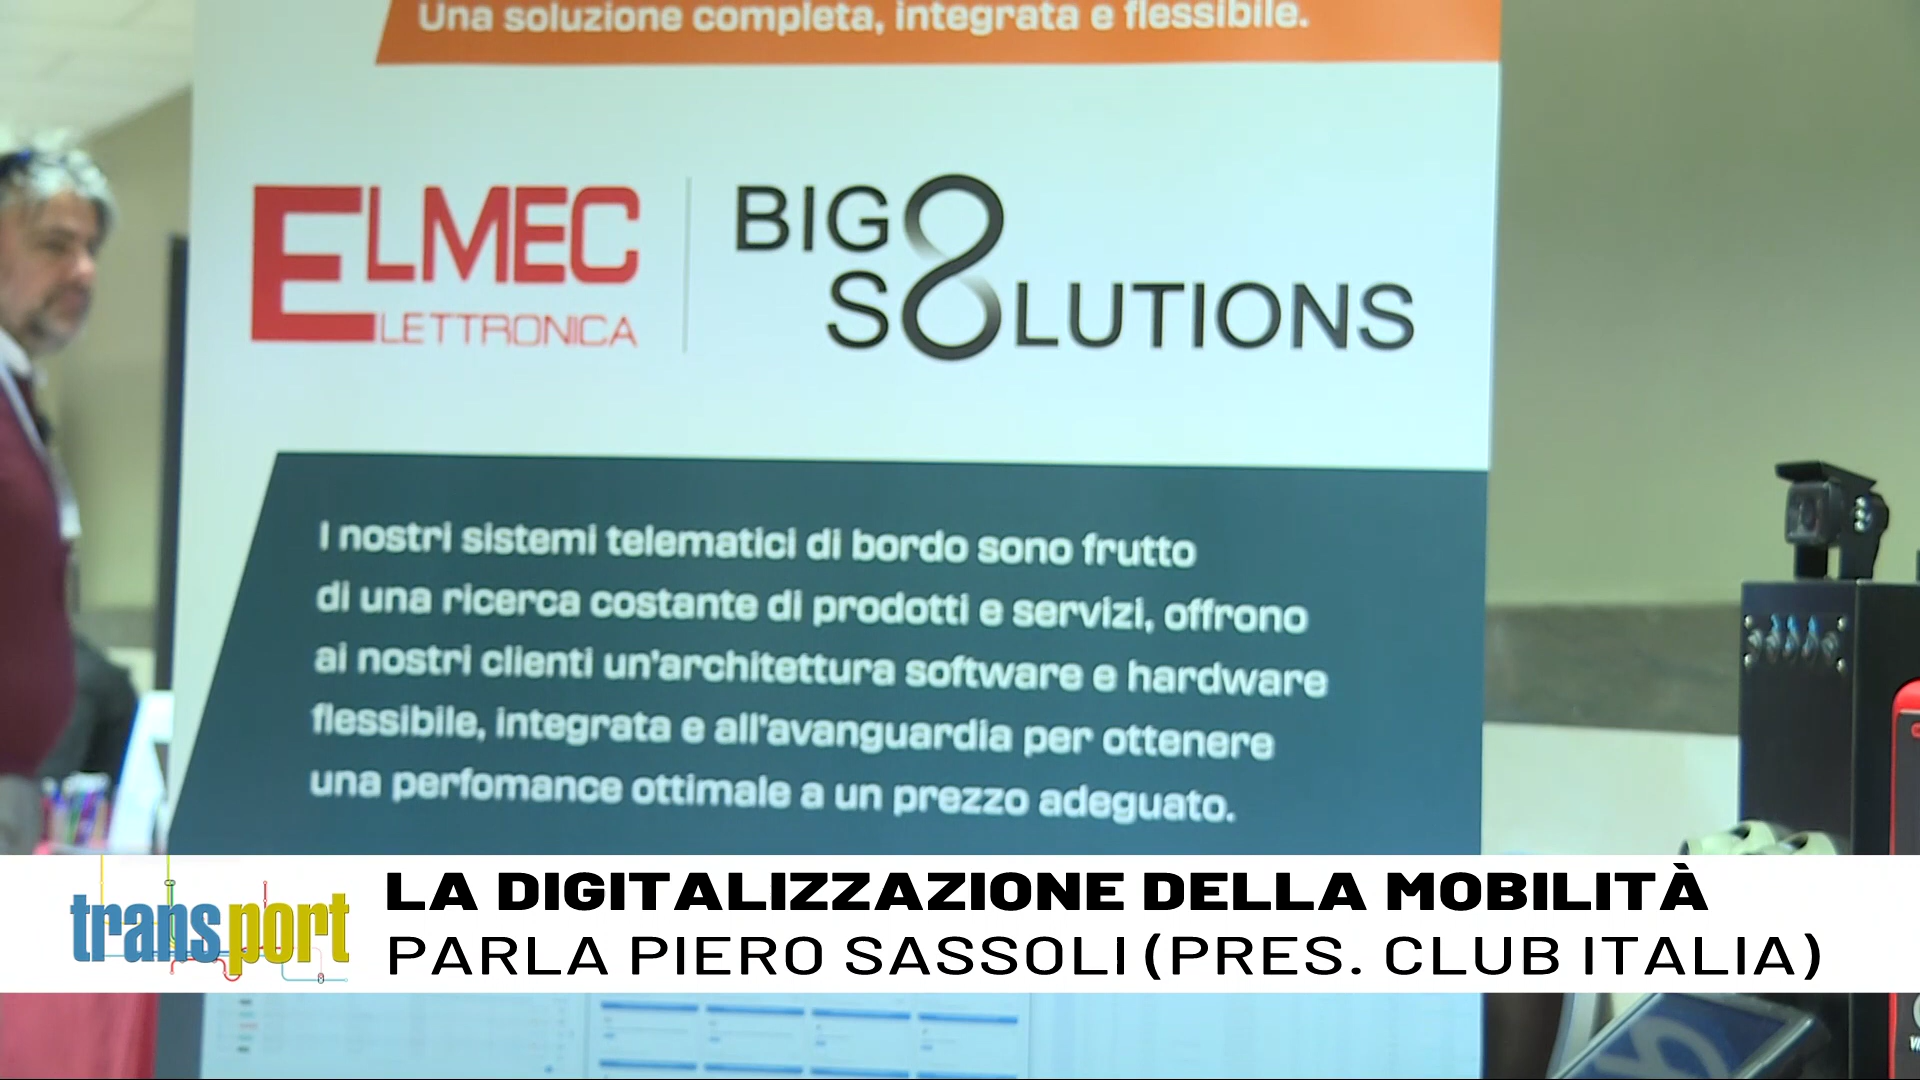 Una soluzione completa, integrata e flessibile.
ELMEC
ELETTRONICA
BIG
SOLUTIONS
I nostri sistemi telematici di bordo sono frutto
di una ricerca costante di prodotti e servizi, offrono
ai nostri clienti un'architettura software e hardware
flessibile, integrata e all'avanguardia per ottenere
una perfomance ottimale a un prezzo adeguato.
transport
LA DIGITALIZZAZIONE DELLA MOBILITÀ
PARLA PIERO SASSOLI (PRES. CLUB ITALIA)